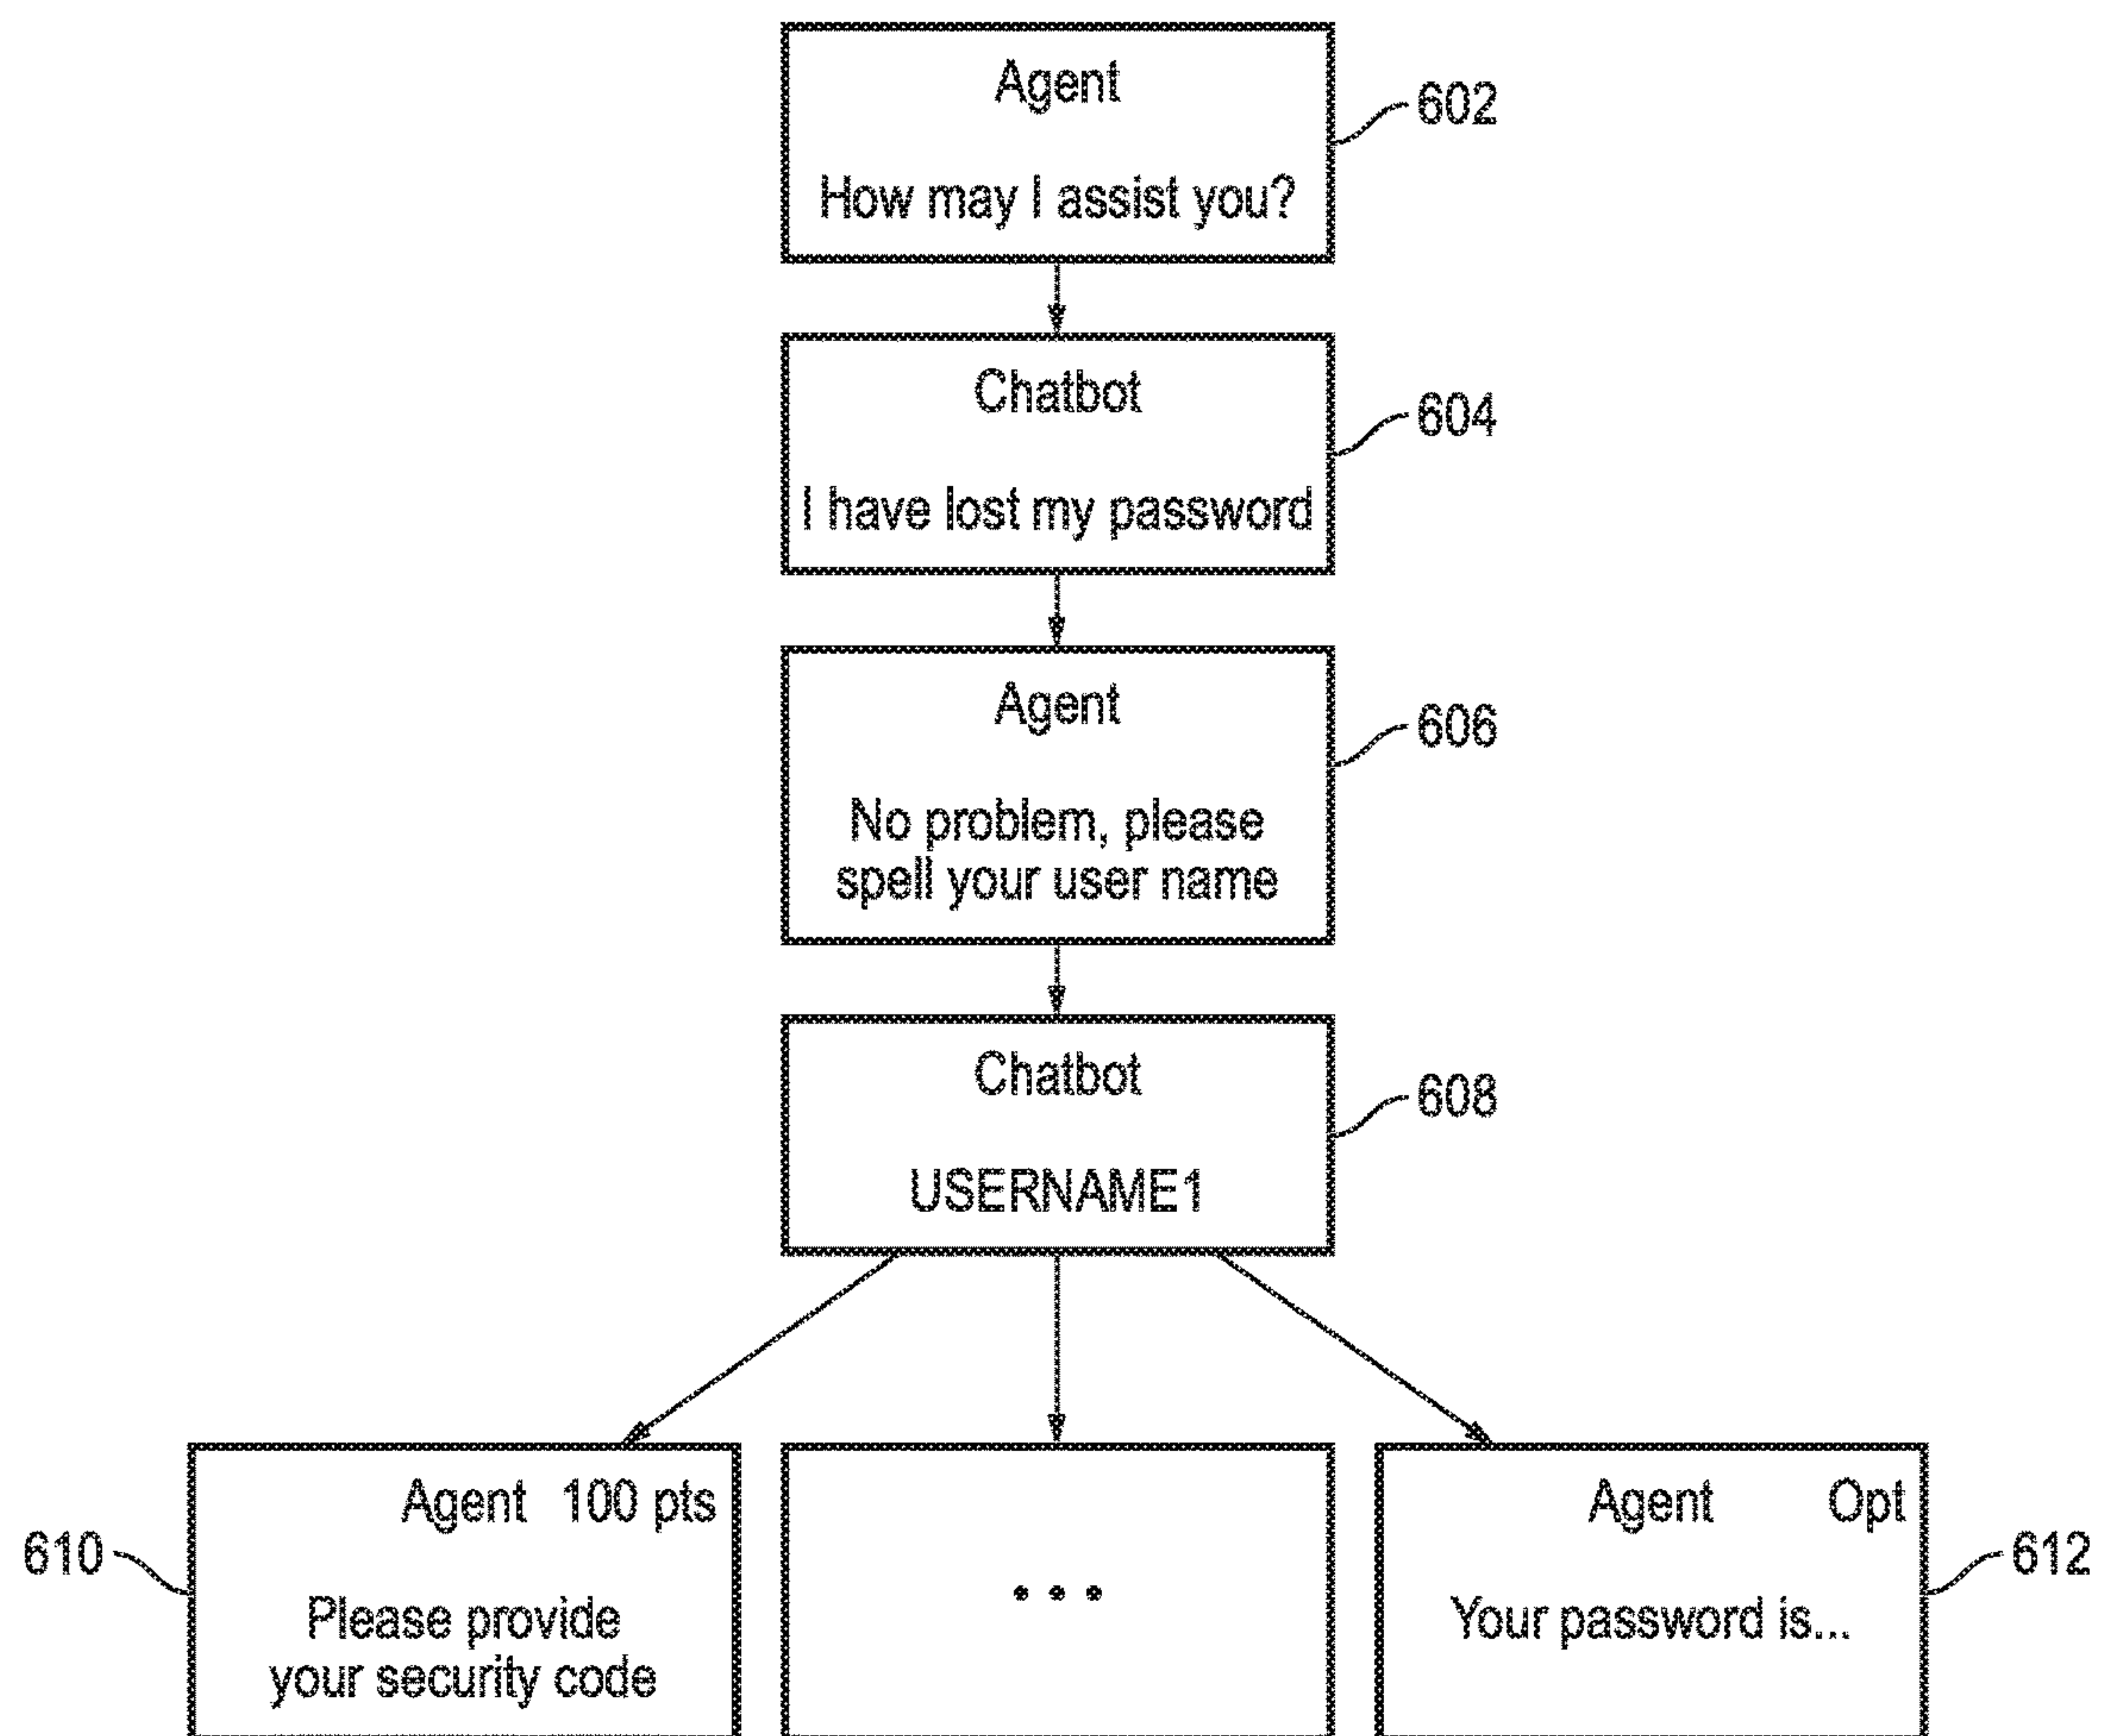 Agent
How may I assist you?
602
Chatbot
I have lost my password
604
Agent
No problem, please
spell your user name
606
Chatbot
USERNAME1
608
Agent 100 pts
Please provide
your security code
610
...
Agent Opt
Your password is...
612